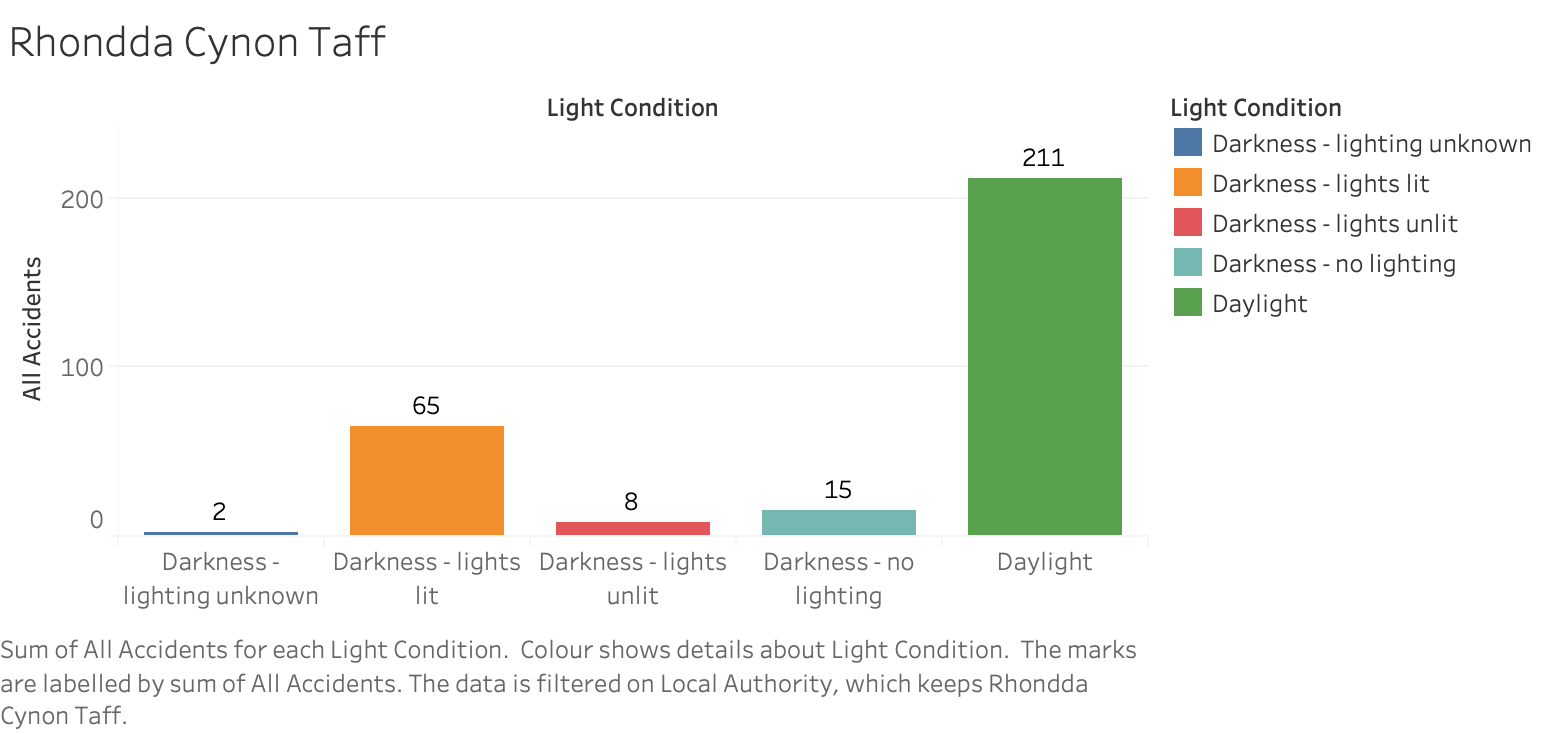 Rhondda Cynon Taff
Light Condition
Light Condition
Darkness - lighting unknown
Darkness - lights lit
Darkness - lights unlit
Darkness - no lighting
Daylight
All Accidents
200
100
0
2
65
8
15
211
Darkness -
lighting unknown
Darkness - lights
lit
Darkness - lights
unlit
Darkness - no
lighting
Daylight
Sum of All Accidents for each Light Condition.  Colour shows details about Light Condition.  The marks
are labelled by sum of All Accidents. The data is filtered on Local Authority, which keeps Rhondda
Cynon Taff.